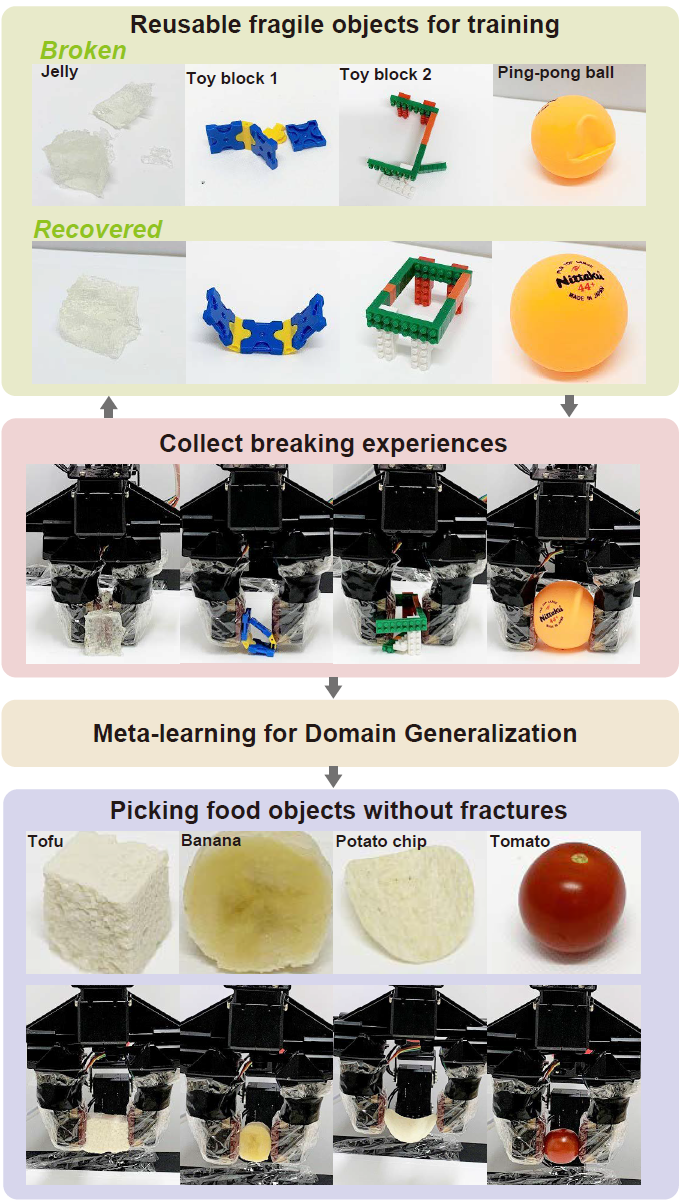 Reusable fragile objects for training
Broken
Jelly
Toy block 1
Toy block 2
Ping-pong ball
Recovered
Nittaku
44+
MADE IN JAPAN
Collect breaking experiences
Nittaku
Meta-learning for Domain Generalization
Picking food objects without fractures
Tofu
Banana
Potato chip
Tomato